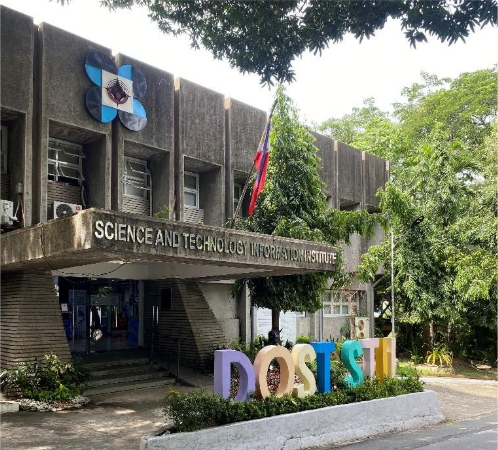 SCIENCE AND TECHNOLOGY INFORMATION INSTITUTE
DOST STII